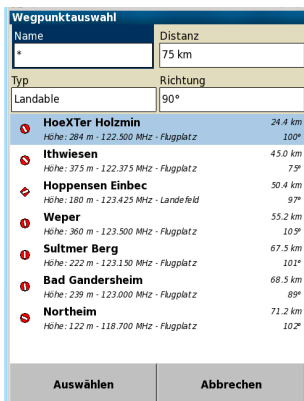 Wegpunktauswahl
Name
Distanz
*
75 km
Typ
Richtung
Landable
90°
HoeXTer Holzmin 24.4 km
Höhe: 284 m - 122.500 MHz - Flugplatz 100°
Ithwiesen 45.0 km
Höhe: 375 m - 122.375 MHz - Flugplatz 75°
Hoppensen Einbec 50.4 km
Höhe: 180 m - 123.425 MHz - Landefeld 97°
Weper 55.2 km
Höhe: 360 m - 123.500 MHz - Flugplatz 105°
Sultmer Berg 67.5 km
Höhe: 222 m - 123.150 MHz - Flugplatz 101°
Bad Gandersheim 68.5 km
Höhe: 239 m - 123.000 MHz - Flugplatz 89°
Northeim 71.2 km
Höhe: 122 m - 118.700 MHz - Flugplatz 102°
Auswählen
Abbrechen